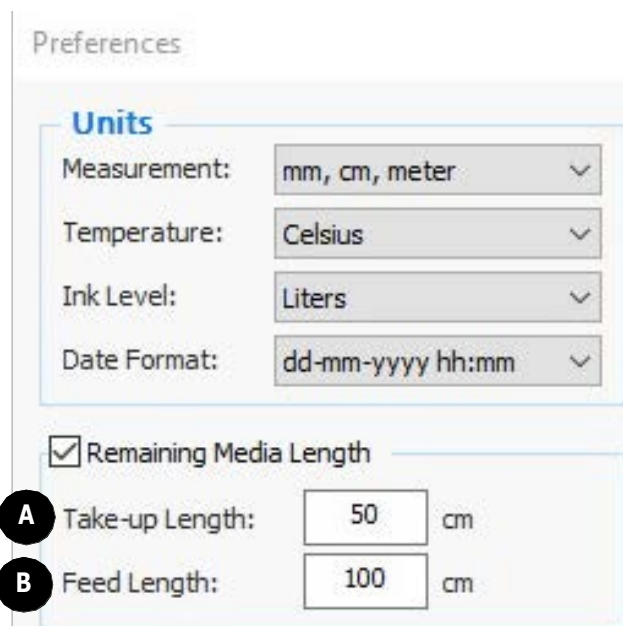 Preferences
Units
Measurement: mm, cm, meter
Temperature: Celsius
Ink Level: Liters
Date Format: dd-mm-yyyy hh:mm
Remaining Media Length
A Take-up Length: 50 cm
B Feed Length: 100 cm